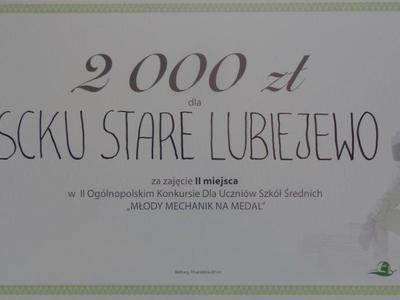 2 000 zł
dla
SCKU STARE LUBIEJEWO
za zajęcie II miejsca
w II Ogólnopolskim Konkursie Dla Uczniów Szkół Średnich
„MŁODY MECHANIK NA MEDAL”